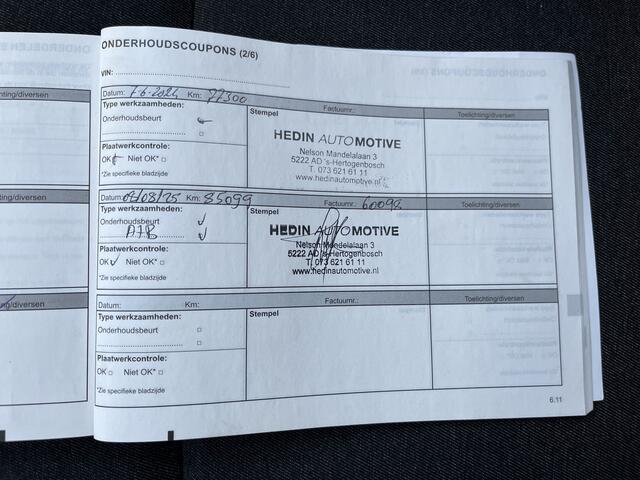 ONDERHOUDSCOUPONS (2/6)
VIN:
Datum: 7-6-2024 Km: 77300 Factuurnr.: Toelichting/diversen
Type werkzaamheden: Stempel
Onderhoudsbeurt
HEDIN AUTOMOTIVE
Nelson Mandelalaan 3
5222 AD 's-Hertogenbosch
T. 073 621 61 11
www.hedinautomotive.nl
Plaatwerkcontrole:
OK Niet OK*
*Zie specifieke bladzijde
Datum: 04/08/25 Km: 85099 Factuurnr.: Toelichting/diversen
Type werkzaamheden: Stempel
Onderhoudsbeurt
HEDIN AUTOMOTIVE
Nelson Mandelalaan 3
5222 AD 's-Hertogenbosch
T. 073 621 61 11
www.hedinautomotive.nl
Plaatwerkcontrole:
OK Niet OK*
*Zie specifieke bladzijde
Datum: Km: Factuurnr.: Toelichting/diversen
Type werkzaamheden: Stempel
Onderhoudsbeurt
Plaatwerkcontrole:
OK Niet OK*
*Zie specifieke bladzijde
6.11